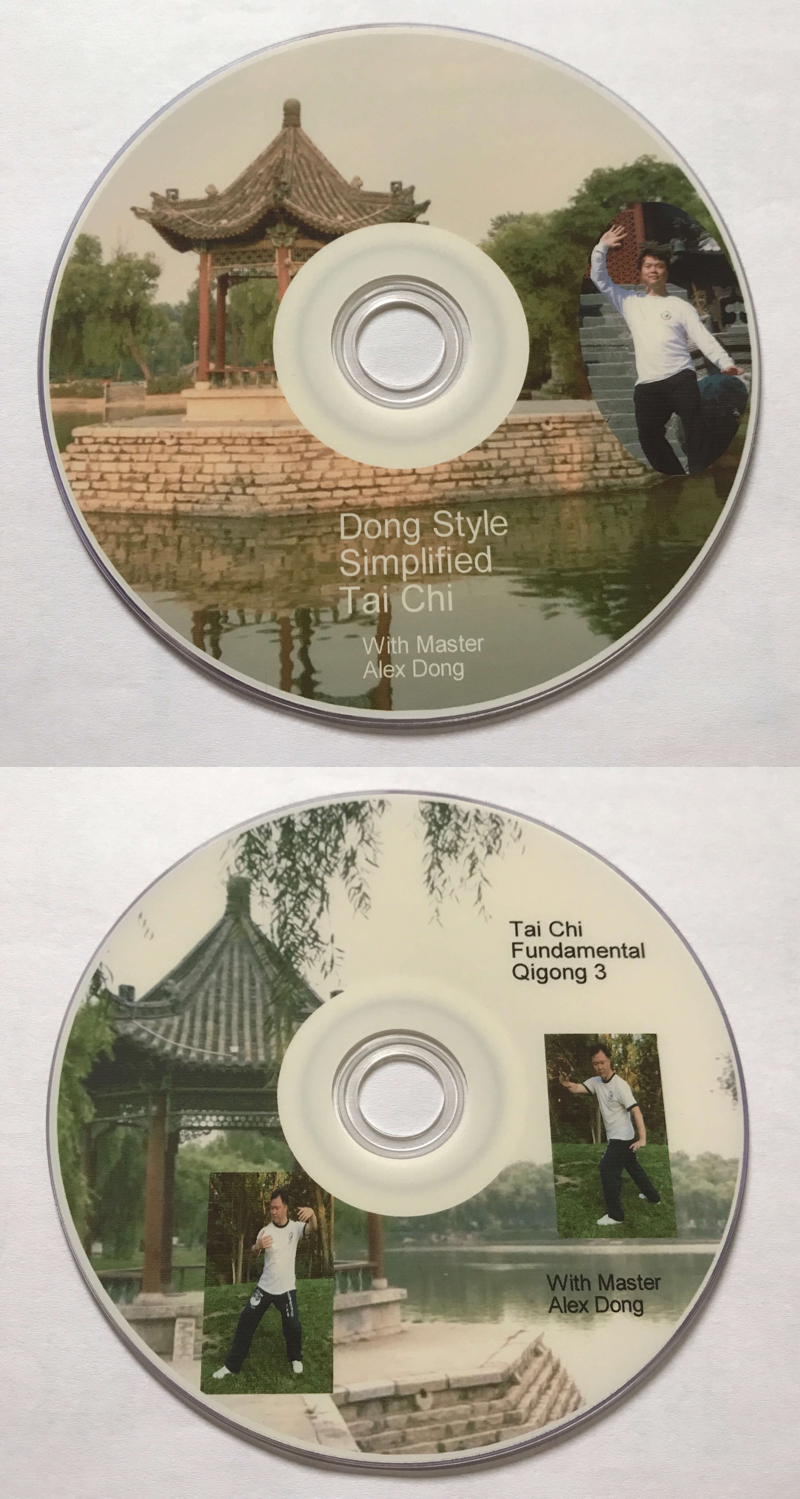 Dong Style
Simplified
Tai Chi
With Master
Alex Dong
Tai Chi
Fundamental
Qigong 3
With Master
Alex Dong